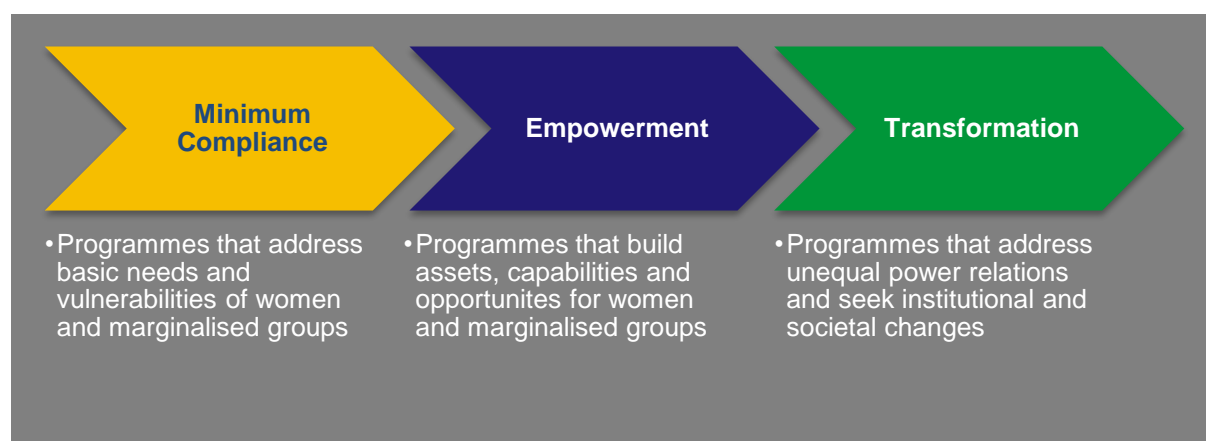 Minimum
Compliance
Empowerment
Transformation
•Programmes that address
basic needs and
vulnerabilities of women
and marginalised groups
•Programmes that build
assets, capabilities and
opportunites for women
and marginalised groups
•Programmes that address
unequal power relations
and seek institutional and
societal changes